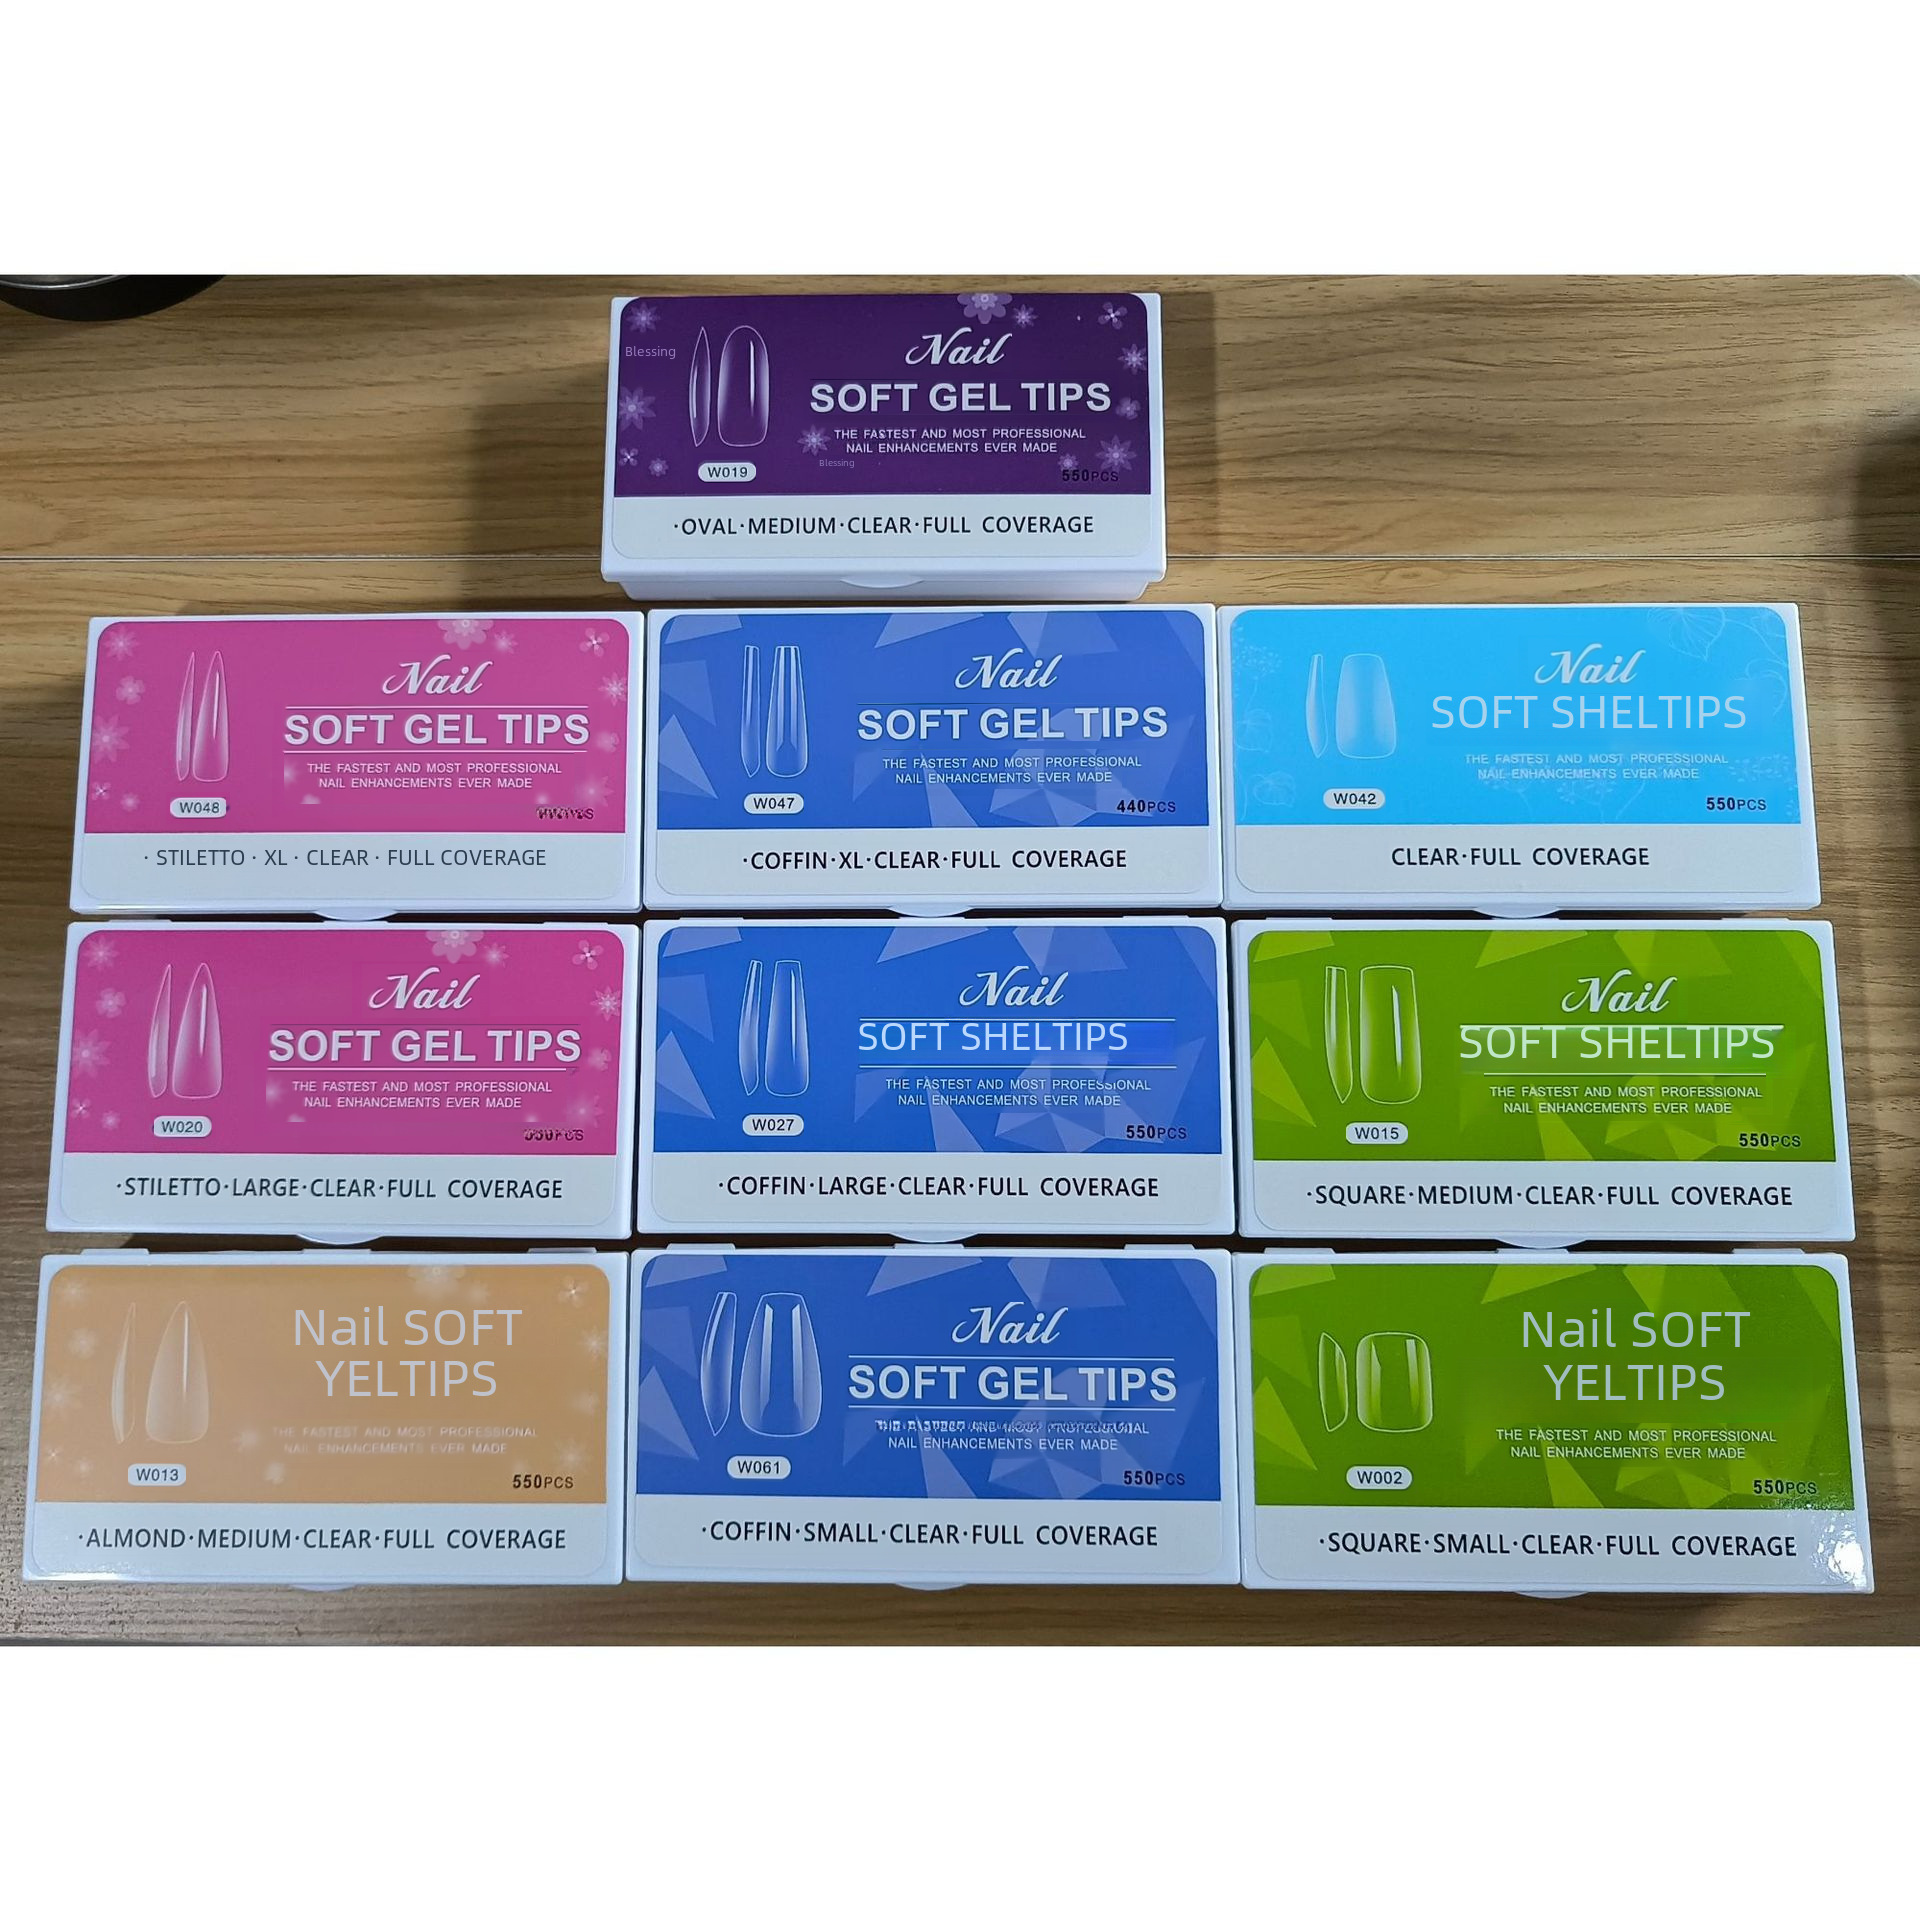 Blessing
Nail
SOFT GEL TIPS
THE FASTEST AND MOST PROFESSIONAL
NAIL ENHANCEMENTS EVER MADE
Blessing
W019
550PCS
·OVAL·MEDIUM·CLEAR·FULL COVERAGE
Nail
SOFT GEL TIPS
THE FASTEST AND MOST PROFESSIONAL
NAIL ENHANCEMENTS EVER MADE
W048
· STILETTO · XL · CLEAR · FULL COVERAGE
Nail
SOFT GEL TIPS
THE FASTEST AND MOST PROFESSIONAL
NAIL ENHANCEMENTS EVER MADE
W047
440PCS
·COFFIN·XL·CLEAR·FULL COVERAGE
Nail
SOFT SHELTIPS
THE FASTEST AND MOST PROFESSIONAL
NAIL ENHANCEMENTS EVER MADE
W042
550PCS
CLEAR·FULL COVERAGE
Nail
SOFT GEL TIPS
THE FASTEST AND MOST PROFESSIONAL
NAIL ENHANCEMENTS EVER MADE
W020
·STILETTO·LARGE·CLEAR·FULL COVERAGE
Nail
SOFT SHELTIPS
THE FASTEST AND MOST PROFESSIONAL
NAIL ENHANCEMENTS EVER MADE
W027
550PCS
·COFFIN·LARGE·CLEAR·FULL COVERAGE
Nail
SOFT SHELTIPS
THE FASTEST AND MOST PROFESSIONAL
NAIL ENHANCEMENTS EVER MADE
W015
550PCS
·SQUARE·MEDIUM·CLEAR·FULL COVERAGE
Nail SOFT
YELTIPS
THE FASTEST AND MOST PROFESSIONAL
NAIL ENHANCEMENTS EVER MADE
W013
550PCS
·ALMOND·MEDIUM·CLEAR·FULL COVERAGE
Nail
SOFT GEL TIPS
NAIL ENHANCEMENTS EVER MADE
W061
550PCS
·COFFIN·SMALL·CLEAR·FULL COVERAGE
Nail SOFT
YELTIPS
THE FASTEST AND MOST PROFESSIONAL
NAIL ENHANCEMENTS EVER MADE
W002
550PCS
·SQUARE·SMALL·CLEAR·FULL COVERAGE